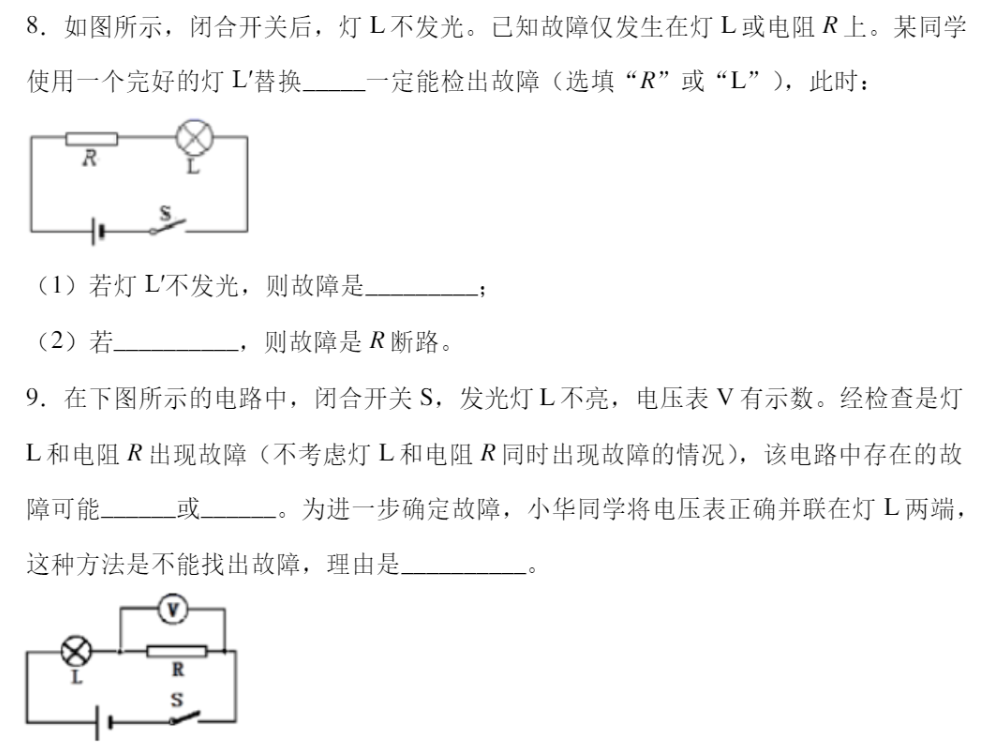 8．如图所示，闭合开关后，灯 L 不发光。已知故障仅发生在灯 L 或电阻 R 上。某同学
使用一个完好的灯 L′替换_____一定能检出故障（选填“R”或“L”），此时：
R
L
S
（1）若灯 L′不发光，则故障是_________；
（2）若__________，则故障是 R 断路。
9．在下图所示的电路中，闭合开关 S，发光灯 L 不亮，电压表 V 有示数。经检查是灯
L 和电阻 R 出现故障（不考虑灯 L 和电阻 R 同时出现故障的情况），该电路中存在的故
障可能______或______。为进一步确定故障，小华同学将电压表正确并联在灯 L 两端，
这种方法是不能找出故障，理由是__________。
V
L
R
S